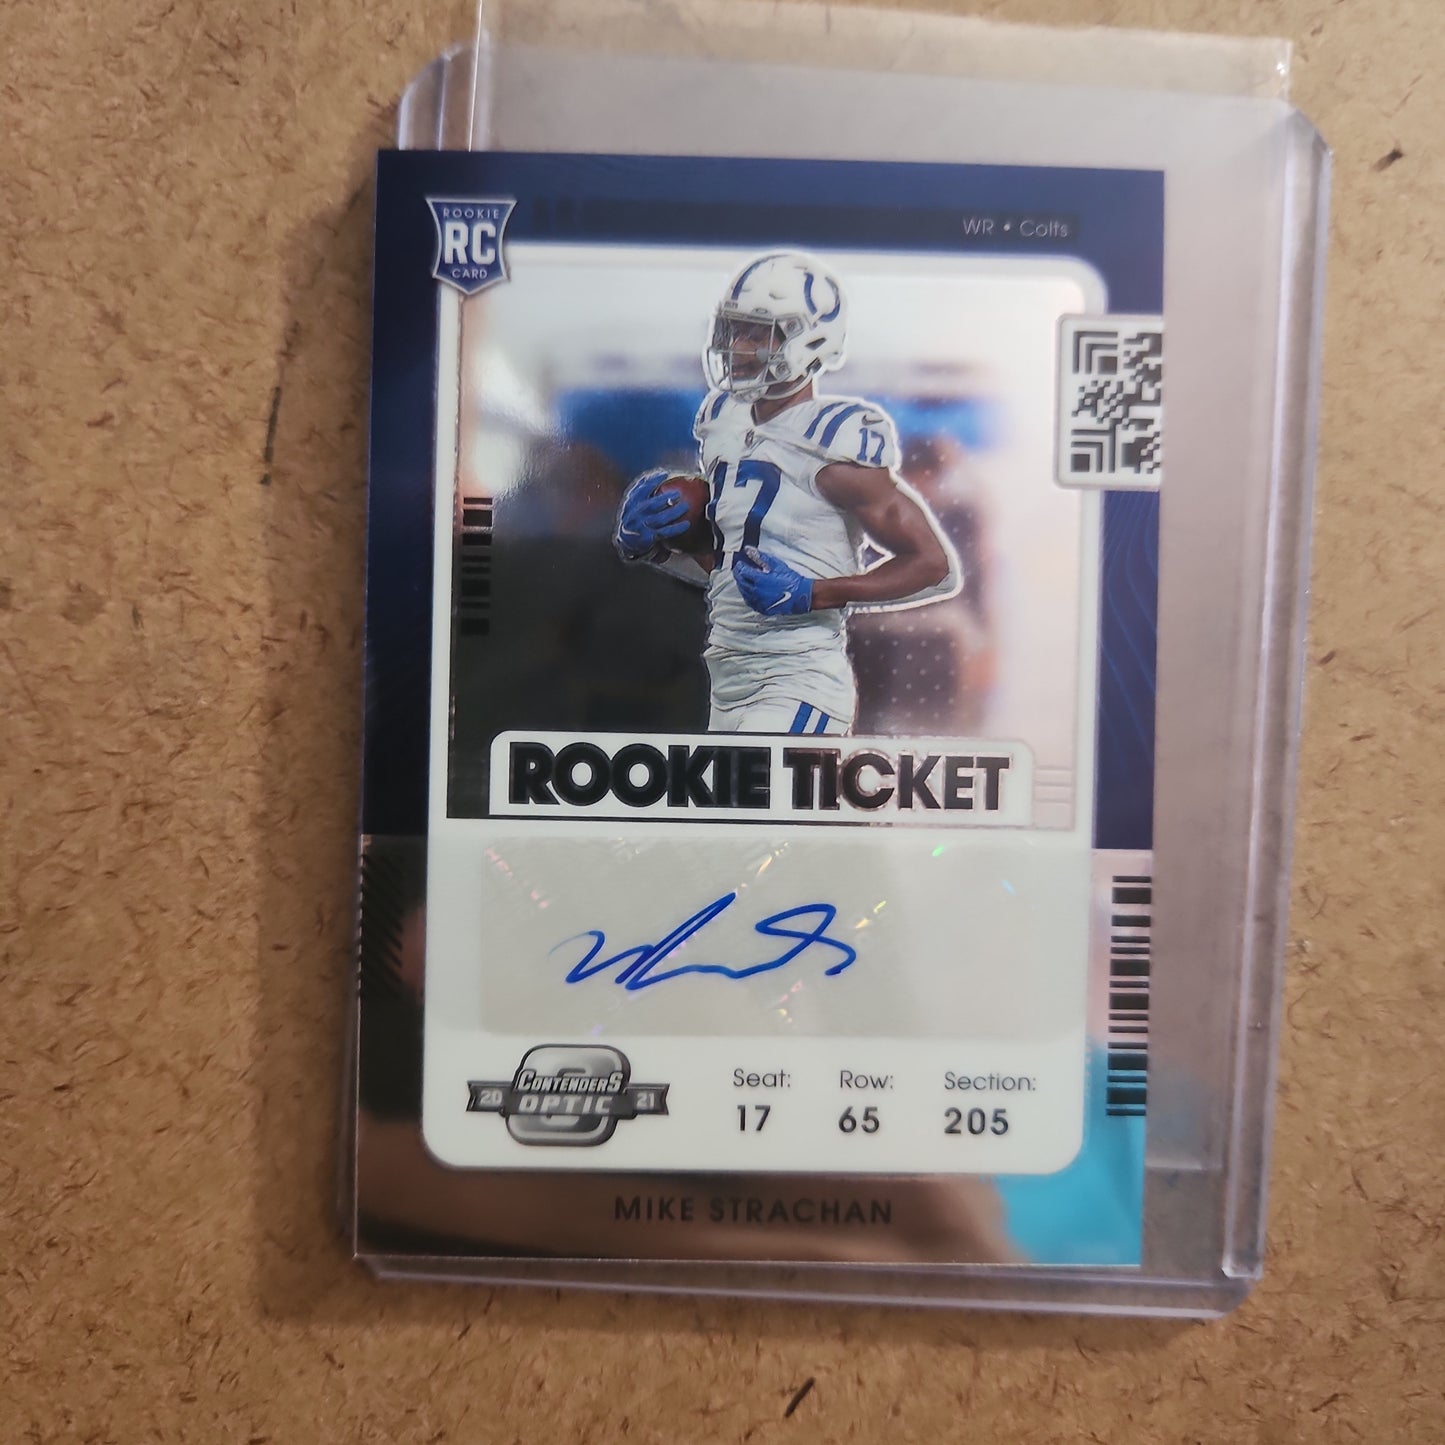 ROOKIE
RC
CARD
WR • Colts
17
17
ROOKIE TICKET
CONTENDERS
20 OPTIC 21
Seat: Row: Section:
17 65 205
MIKE STRACHAN